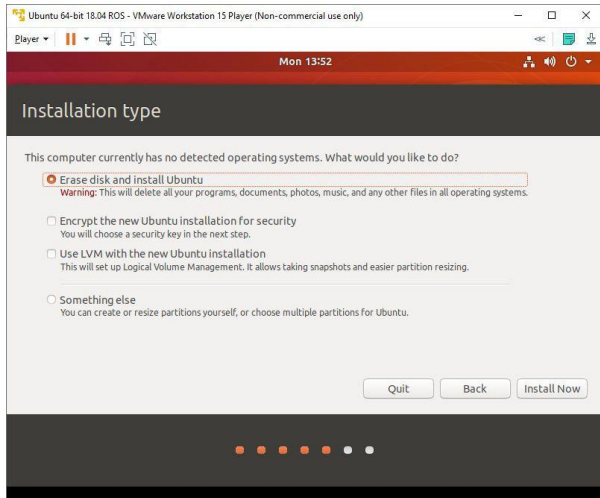 Ubuntu 64-bit 18.04 ROS - VMware Workstation 15 Player (Non-commercial use only)
Player
Mon 13:52
Installation type
This computer currently has no detected operating systems. What would you like to do?
Erase disk and install Ubuntu
Warning: This will delete all your programs, documents, photos, music, and any other files in all operating systems.
Encrypt the new Ubuntu installation for security
You will choose a security key in the next step.
Use LVM with the new Ubuntu installation
This will set up Logical Volume Management. It allows taking snapshots and easier partition resizing.
Something else
You can create or resize partitions yourself, or choose multiple partitions for Ubuntu.
Quit Back Install Now